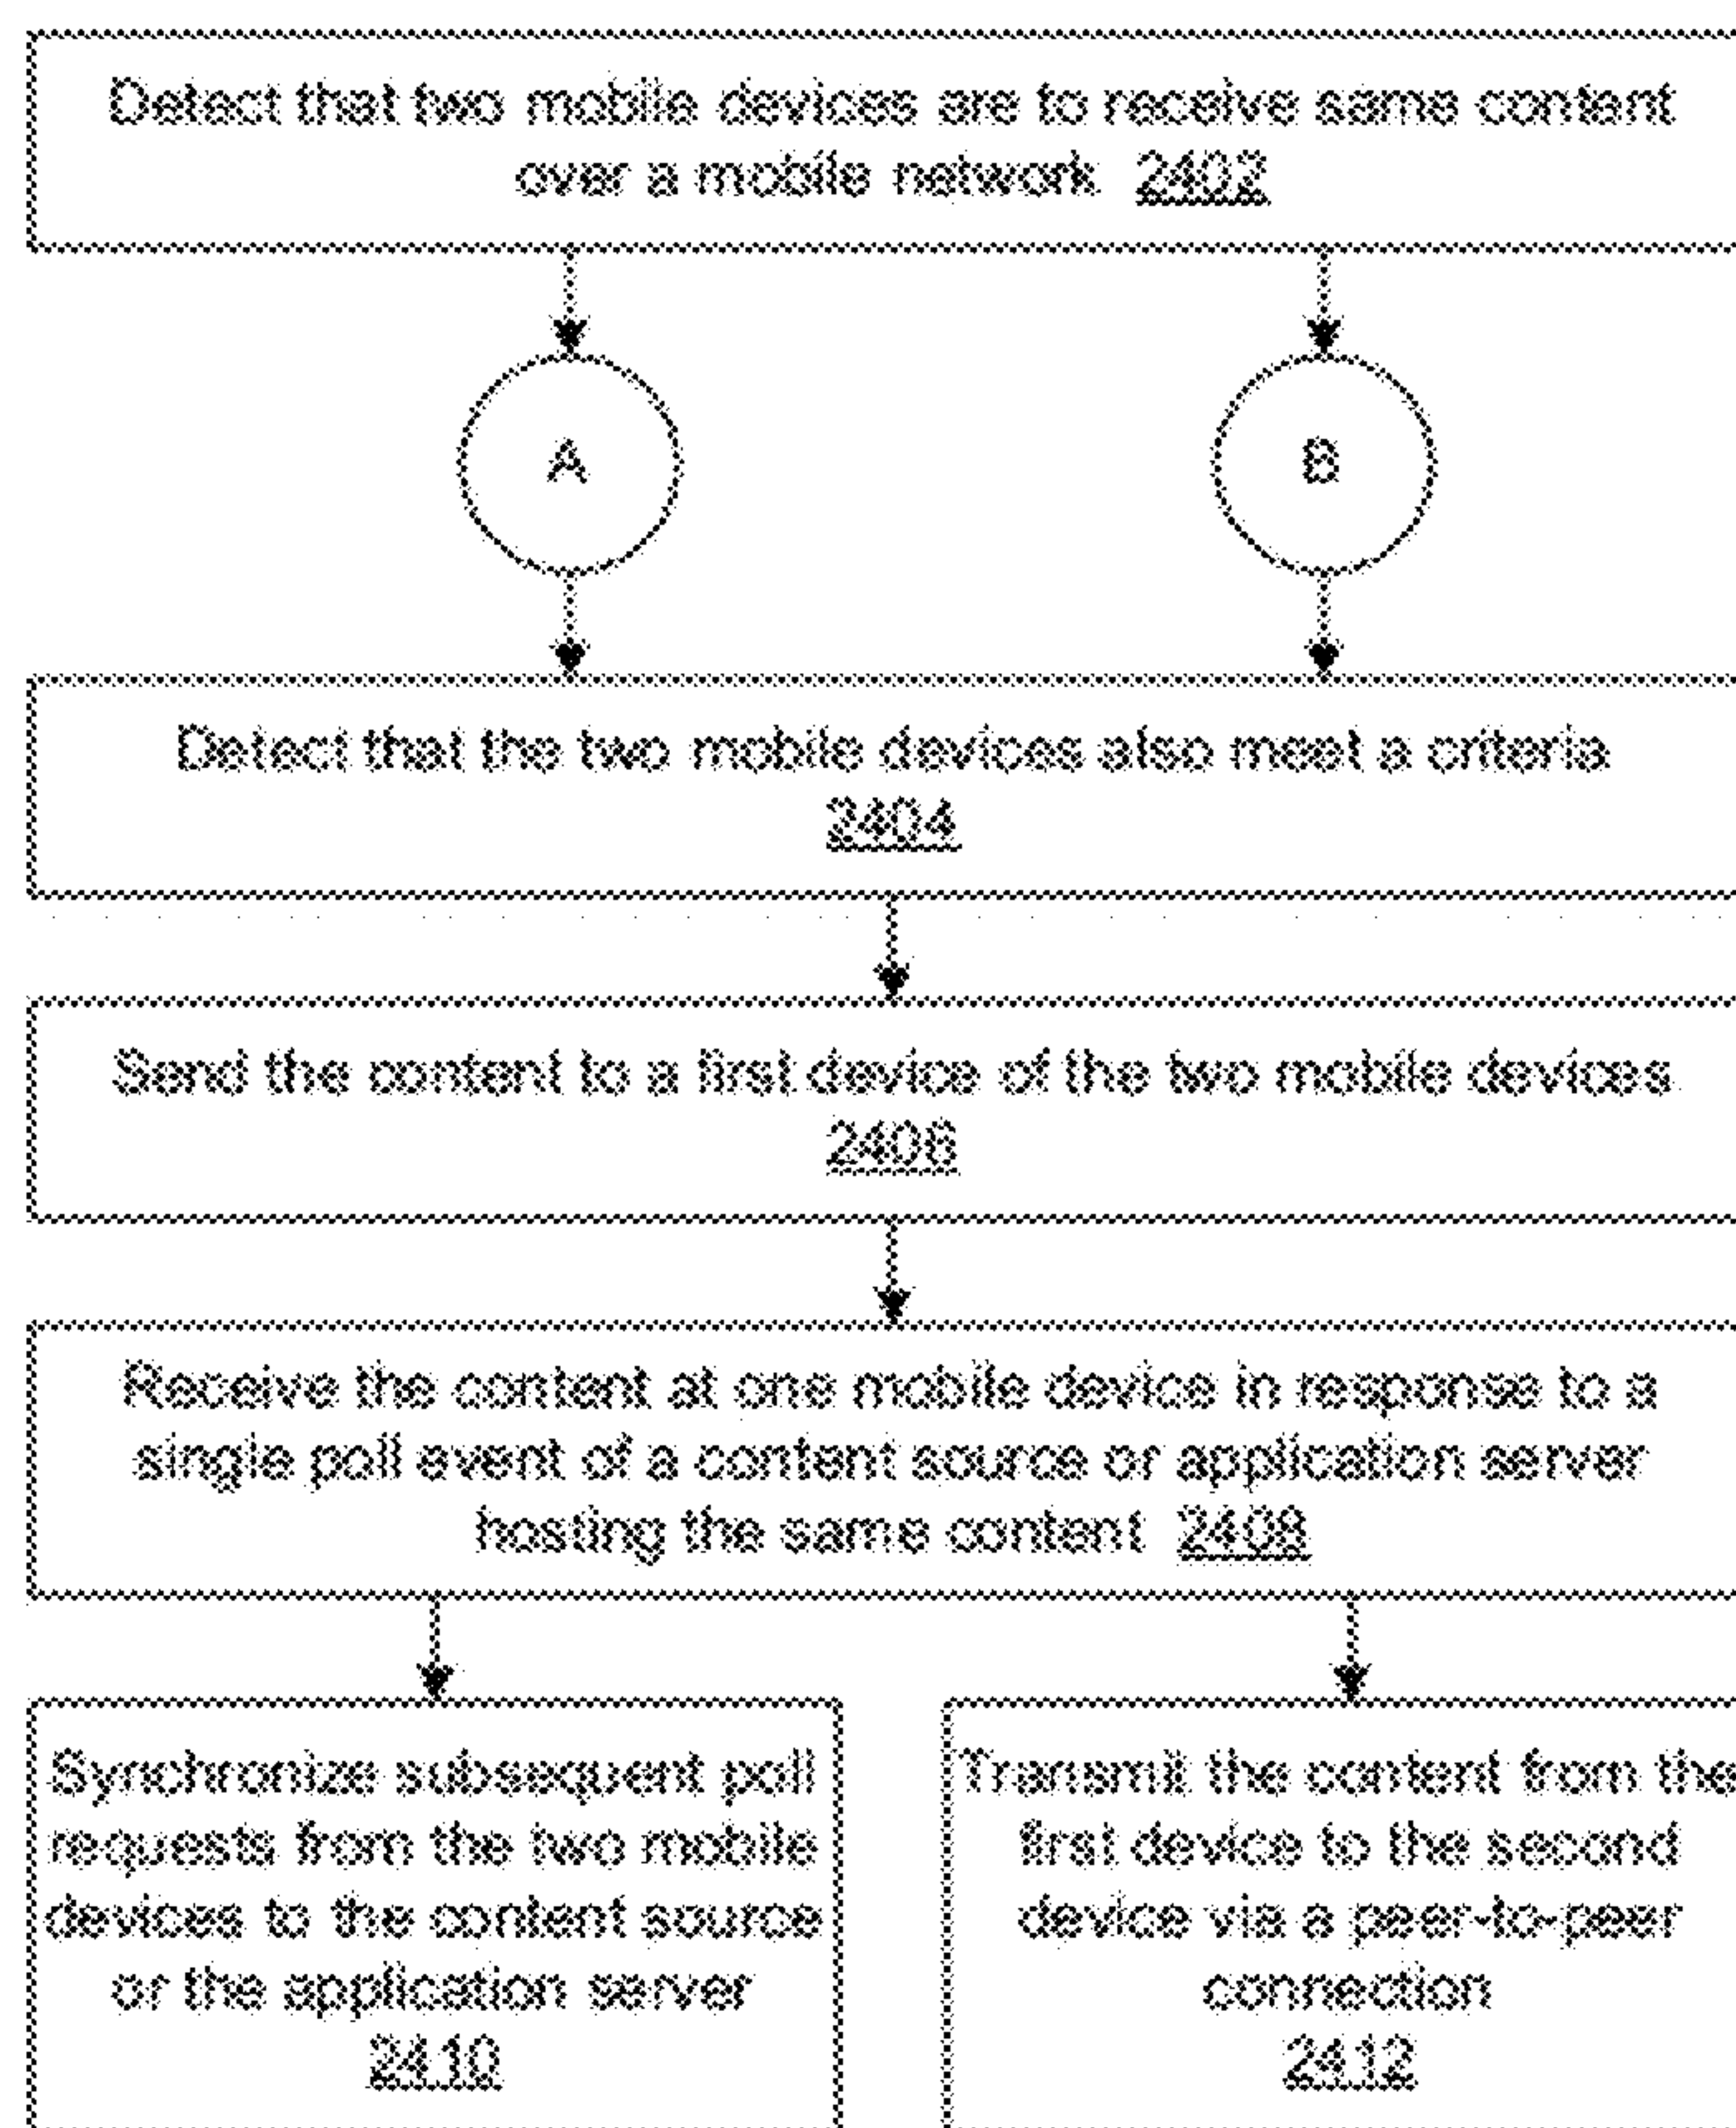 Detect that two mobile devices are to receive same content
over a mobile network 2402
A
B
Detect that the two mobile devices also meet a criteria
2404
Send the content to a first device of the two mobile devices
2406
Receive the content at one mobile device in response to a
single poll event of a content source or application server
hosting the same content 2408
Synchronize subsequent poll
requests from the two mobile
devices to the content source
or the application server
2410
Transmit the content from the
first device to the second
device via a peer-to-peer
connection
2412